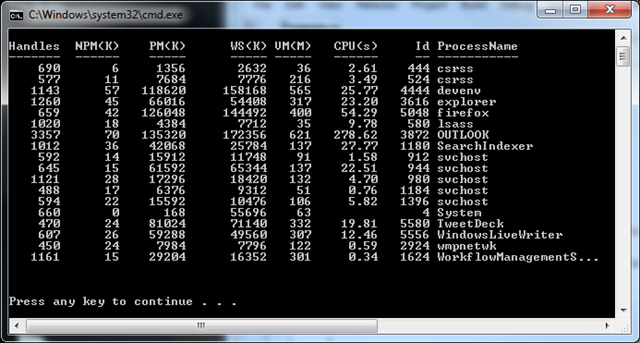 C:\Windows\system32\cmd.exe
Handles NPM(K) PM(K) WS(K) VM(M) CPU(s) Id ProcessName
------- ------ ----- ----- ----- ------ -- -----------
690 6 1356 2632 36 2.61 444 csrss
577 11 7684 7776 216 3.49 524 csrss
1143 57 118620 158168 565 25.77 4444 devenv
1260 45 66016 54408 317 23.20 3616 explorer
659 42 126048 144492 400 54.29 5048 firefox
1020 18 4384 7712 35 9.78 580 lsass
3357 70 135320 172356 621 278.62 3872 OUTLOOK
1012 36 42068 25784 137 27.77 1180 SearchIndexer
592 14 15912 11748 91 1.58 912 svchost
645 15 61592 65344 137 22.51 944 svchost
1121 28 17296 18420 132 4.70 980 svchost
488 17 6376 9312 51 0.76 1184 svchost
594 22 15592 10476 106 5.82 1396 svchost
660 0 168 55696 63 4 System
470 24 81024 71140 332 19.81 5580 TweetDeck
607 26 59288 49560 307 12.46 5556 WindowsLiveWriter
450 24 7984 7796 122 0.59 2924 wmpnetwk
1161 15 29204 16352 301 0.34 1624 WorkflowManagementS...
Press any key to continue . . .